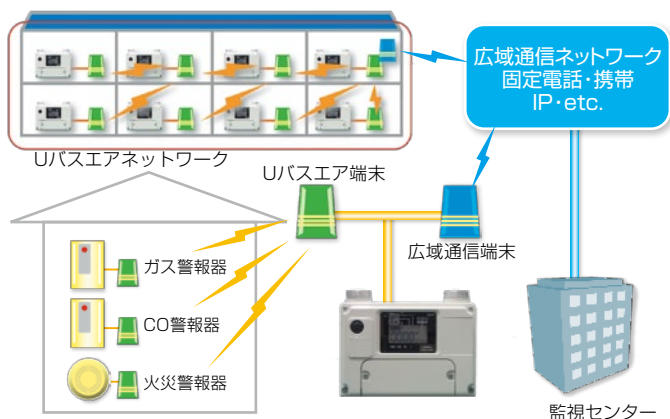 広域通信ネットワーク
固定電話・携帯
IP・etc.
Uバスエアネットワーク
Uバスエア端末
広域通信端末
ガス警報器
CO警報器
火災警報器
監視センター